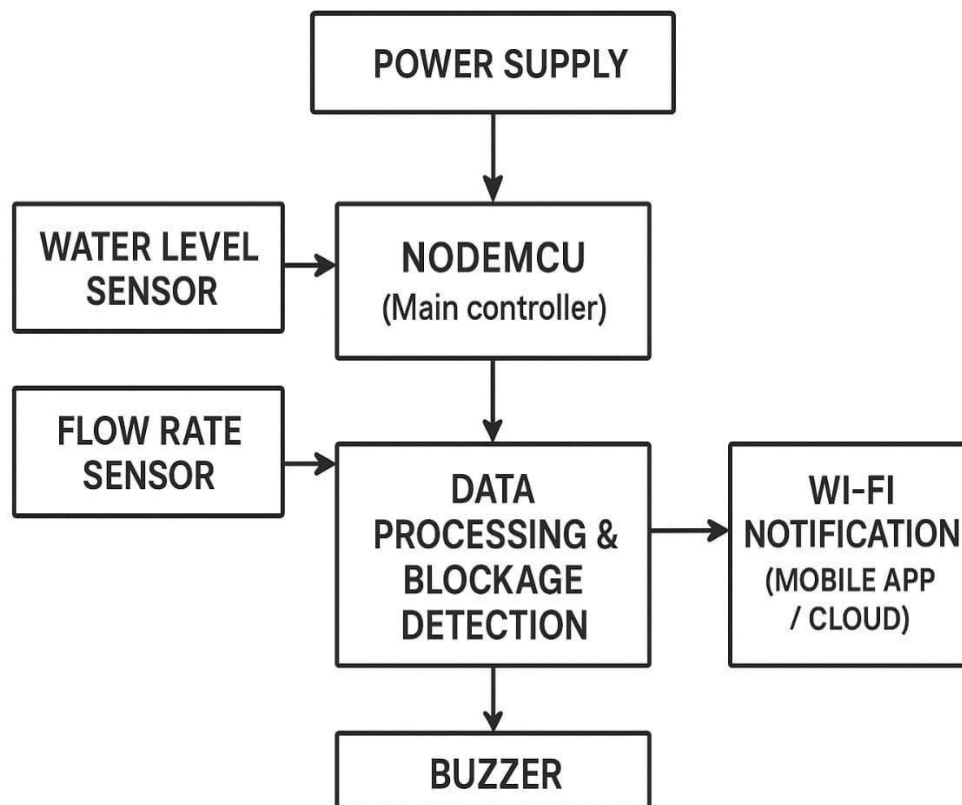 POWER SUPPLY
WATER LEVEL
SENSOR
NODEMCU
(Main controller)
FLOW RATE
SENSOR
DATA
PROCESSING &
BLOCKAGE
DETECTION
WI-FI
NOTIFICATION
(MOBILE APP
/ CLOUD)
BUZZER